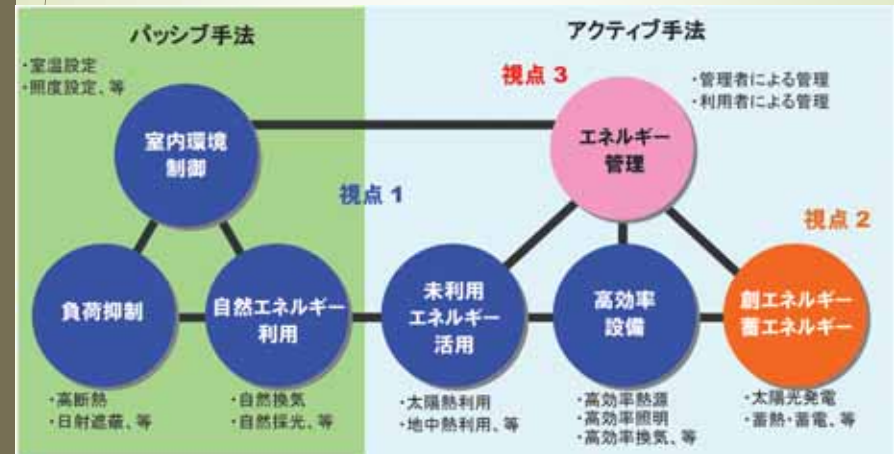 パッシブ手法
アクティブ手法
・室温設定
・照度設定、等
視点 3
・管理者による管理
・利用者による管理
室内環境
制御
エネルギー
管理
視点 1
視点 2
負荷抑制
自然エネルギー
利用
未利用
エネルギー
活用
高効率
設備
創エネルギー
蓄エネルギー
・高断熱
・日射遮蔽、等
・自然換気
・自然採光、等
・太陽熱利用
・地中熱利用、等
・高効率熱源
・高効率照明
・高効率換気、等
・太陽光発電
・蓄熱・蓄電、等